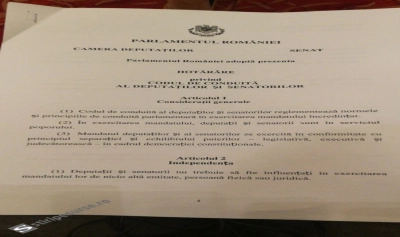 PARLAMENTUL ROMÂNIEI
CAMERA DEPUTAȚILOR SENAT
Parlamentul României adoptă prezenta
HOTĂRÂRE
privind
CODUL DE CONDUITĂ
AL DEPUTAȚILOR ȘI SENATORILOR
Articolul 1
Considerații generale
(1) Codul de conduită al deputaților și senatorilor reglementează normele
și principiile de conduită parlamentară în exercitarea mandatului încredințat.
(2) În exercitarea mandatului, deputații și senatorii sunt în serviciul
poporului.
(3) Mandatul deputaților și al senatorilor se exercită în conformitate cu
principiul separației și echilibrului puterilor – legislativă, executivă și
judecătorească – în cadrul democrației constituționale.
Articolul 2
Independența
(1) Deputații și senatorii nu trebuie să fie influențați în exercitarea
mandatului lor de nicio altă entitate, persoană fizică sau juridică.
stiripesurse.ro